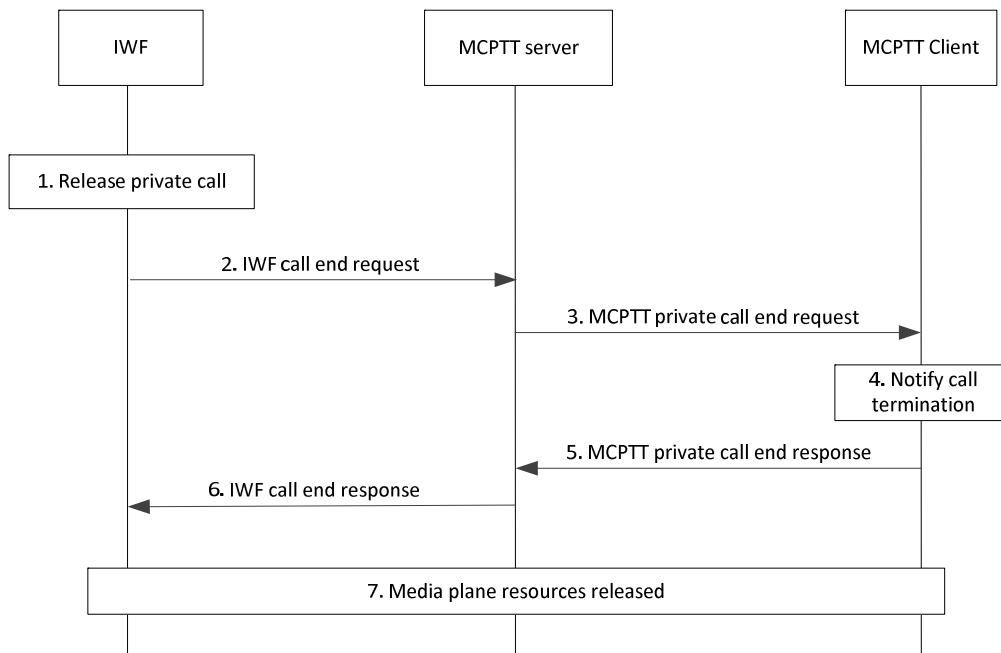 IWF
MCPTT server
MCPTT Client
1. Release private call
2. IWF call end request
3. MCPTT private call end request
4. Notify call
termination
5. MCPTT private call end response
6. IWF call end response
7. Media plane resources released